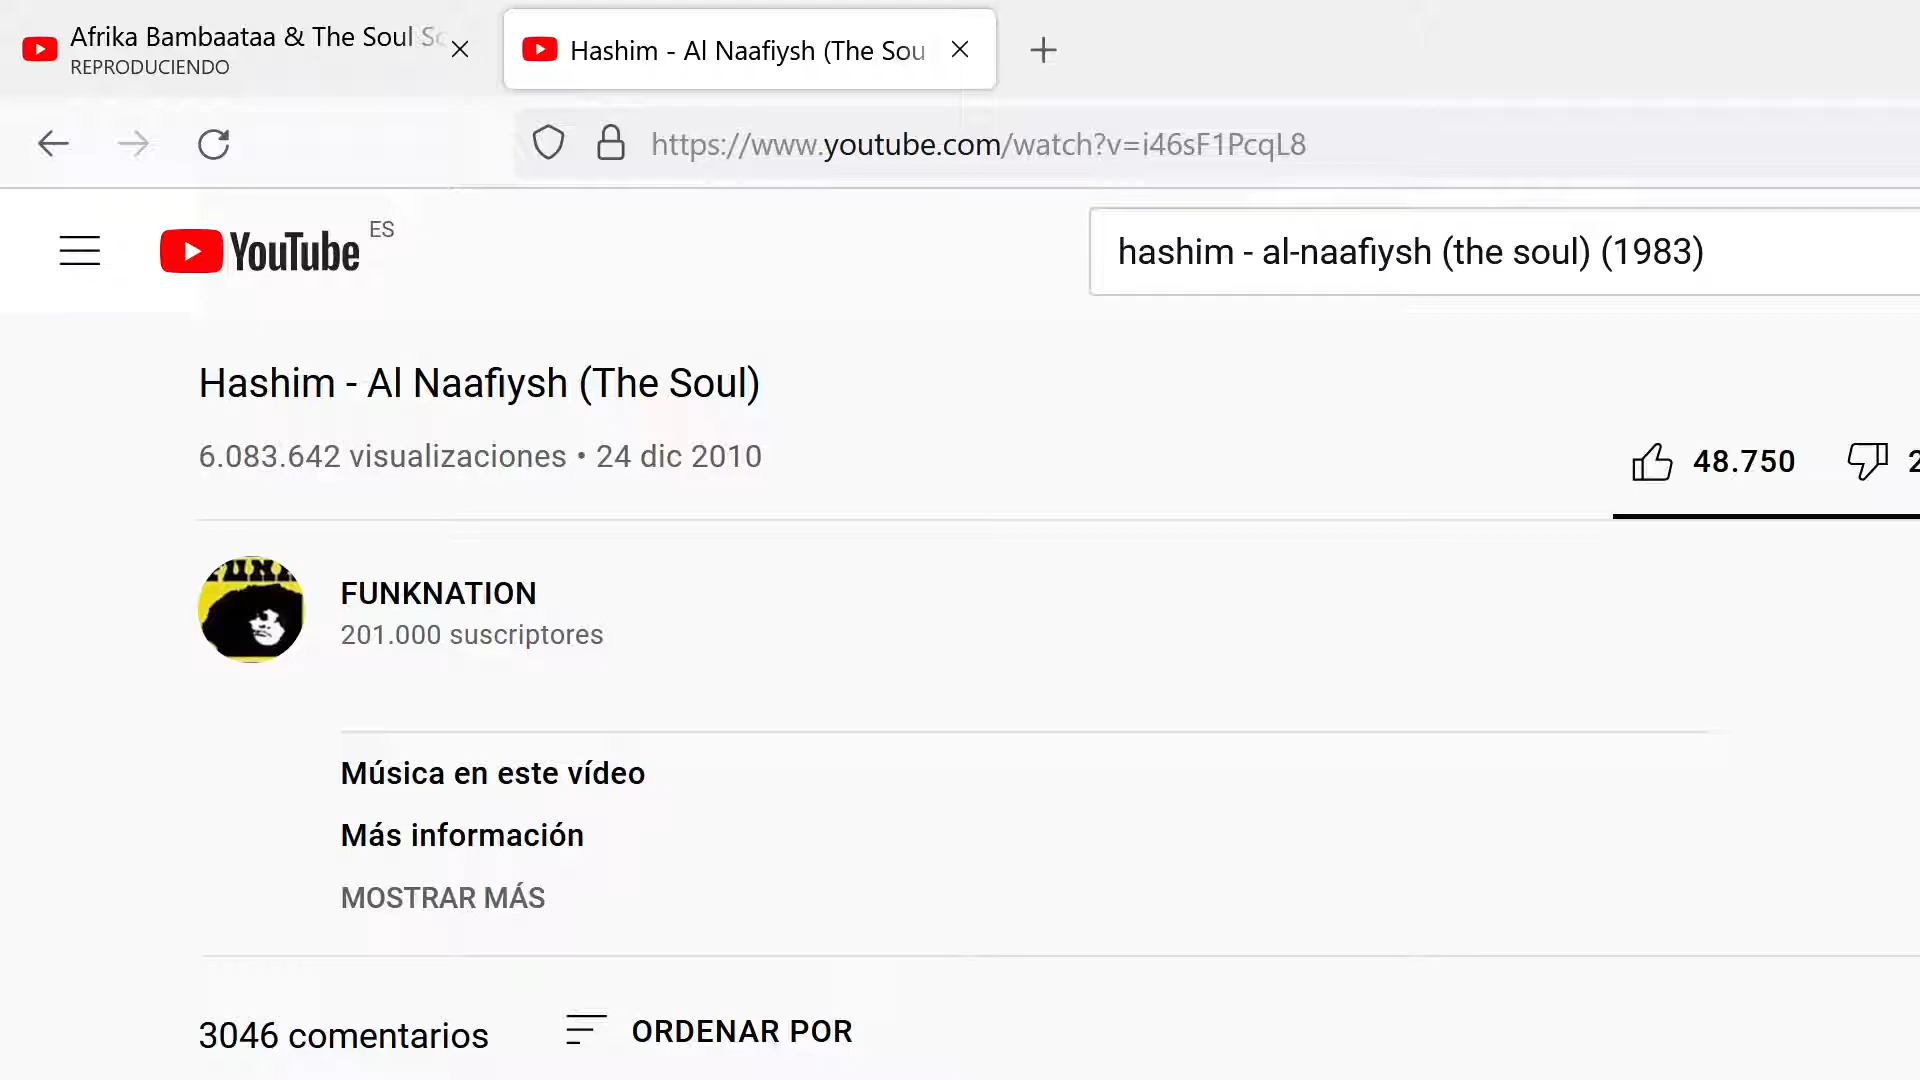 Afrika Bambaataa & The Soul So
REPRODUCIENDO
Hashim - Al Naafiysh (The Sou
https://www.youtube.com/watch?v=i46sF1PcqL8
YouTube ES
hashim - al-naafiysh (the soul) (1983)
Hashim - Al Naafiysh (The Soul)
6.083.642 visualizaciones • 24 dic 2010
48.750
2
FUNKNATION
201.000 suscriptores
Música en este vídeo
Más información
MOSTRAR MÁS
3046 comentarios
ORDENAR POR